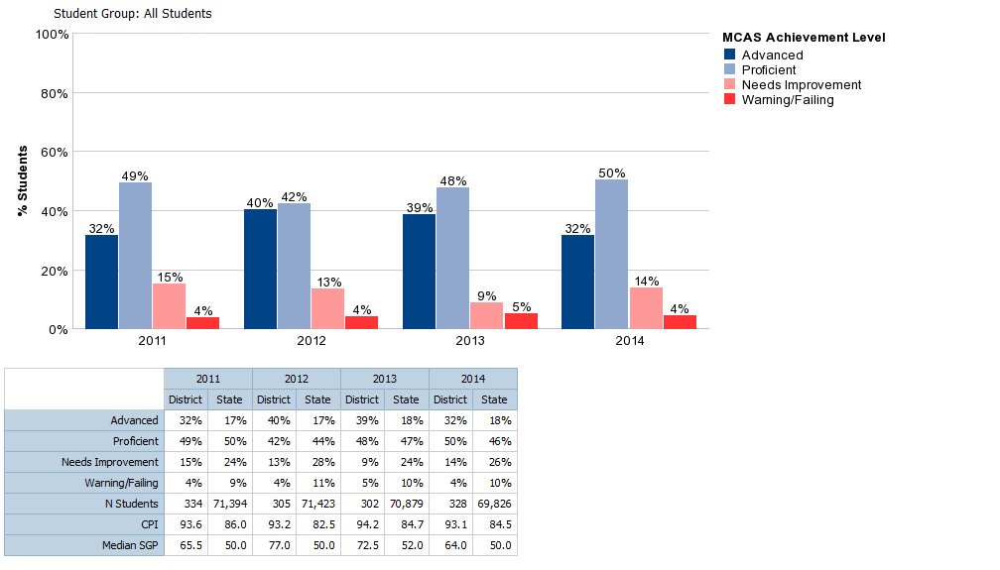 Student Group: All Students
MCAS Achievement Level
Advanced
Proficient
Needs Improvement
Warning/Failing
% Students
100%
80%
60%
40%
20%
0%
32% 49% 15% 4% 40% 42% 13% 4% 39% 48% 9% 5% 32% 50% 14% 4%
2011 2012 2013 2014
2011 2012 2013 2014
District State District State District State District State
Advanced 32% 17% 40% 17% 39% 18% 32% 18%
Proficient 49% 50% 42% 44% 48% 47% 50% 46%
Needs Improvement 15% 24% 13% 28% 9% 24% 14% 26%
Warning/Failing 4% 9% 4% 11% 5% 10% 4% 10%
N Students 334 71,394 305 71,423 302 70,879 328 69,826
CPI 93.6 86.0 93.2 82.5 94.2 84.7 93.1 84.5
Median SGP 65.5 50.0 77.0 50.0 72.5 52.0 64.0 50.0